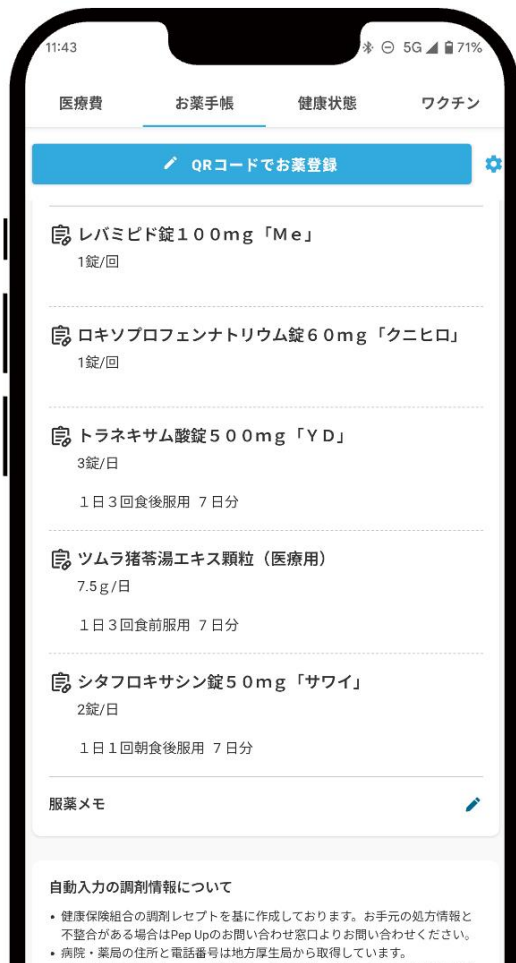 11:43 5G 71%
医療費 お薬手帳 健康状態 ワクチン
QRコードでお薬登録
レバミピド錠１００ｍｇ「Ｍｅ」
1錠/回
ロキソプロフェンナトリウム錠６０ｍｇ「クニヒロ」
1錠/回
トラネキサム酸錠５００ｍｇ「ＹＤ」
3錠/日
１日３回食後服用 ７日分
ツムラ猪苓湯エキス顆粒（医療用）
7.5ｇ/日
１日３回食前服用 ７日分
シタフロキサシン錠５０ｍｇ「サワイ」
2錠/日
１日１回朝食後服用 ７日分
服薬メモ
自動入力の調剤情報について
• 健康保険組合の調剤レセプトを基に作成しております。お手元の処方情報と
不整合がある場合はPep Upのお問い合わせ窓口よりお問い合わせください。
• 病院・薬局の住所と電話番号は地方厚生局から取得しています。